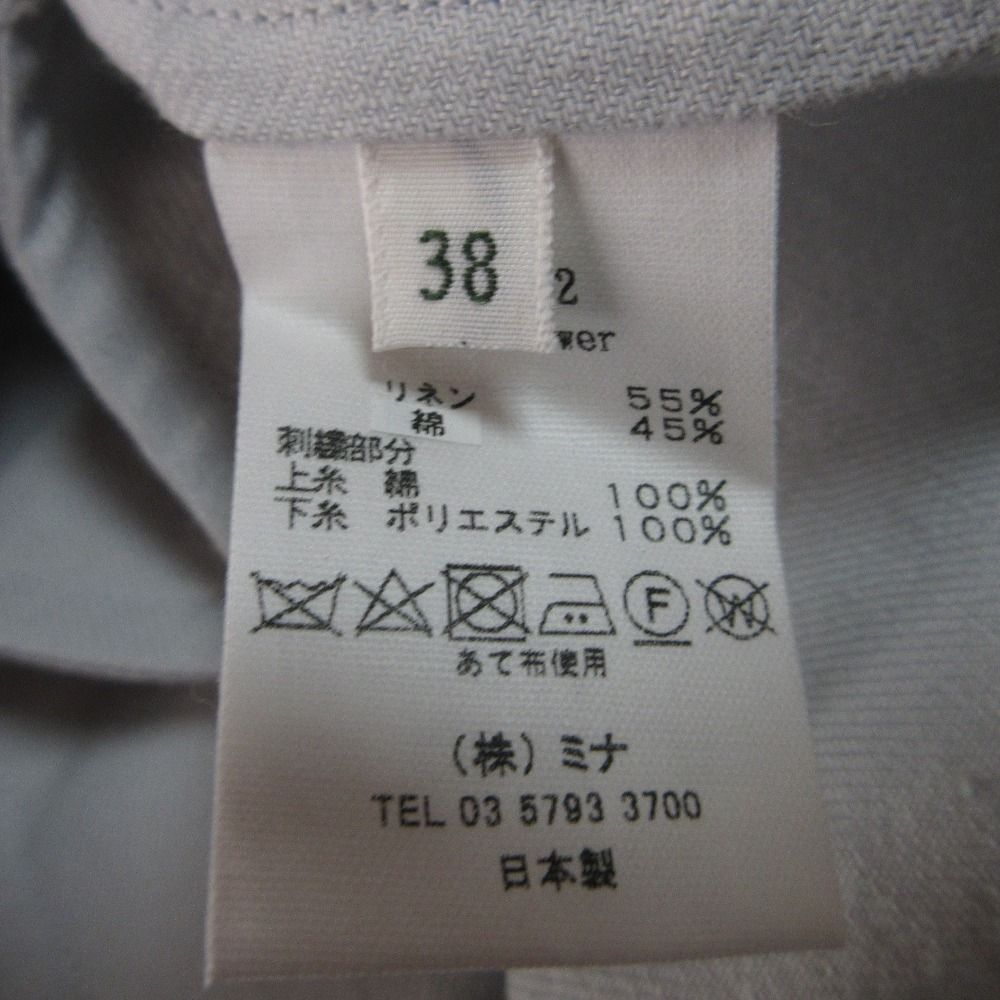 38
2
wer
リネン 55%
綿 45%
刺繍部分
上糸 綿 100%
下糸 ポリエステル 100%
F W
あて布使用
(株)ミナ
TEL 03 5793 3700
日本製